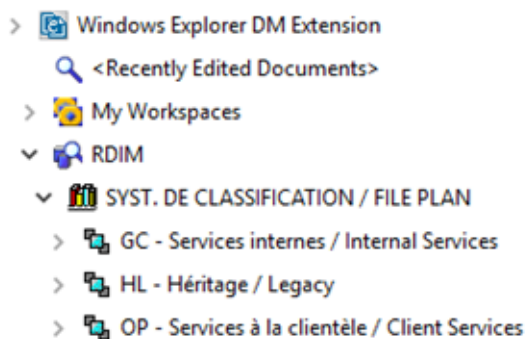 Windows Explorer DM Extension
<Recently Edited Documents>
My Workspaces
RDIM
SYST. DE CLASSIFICATION / FILE PLAN
GC - Services internes / Internal Services
HL - Héritage / Legacy
OP - Services à la clientèle / Client Services